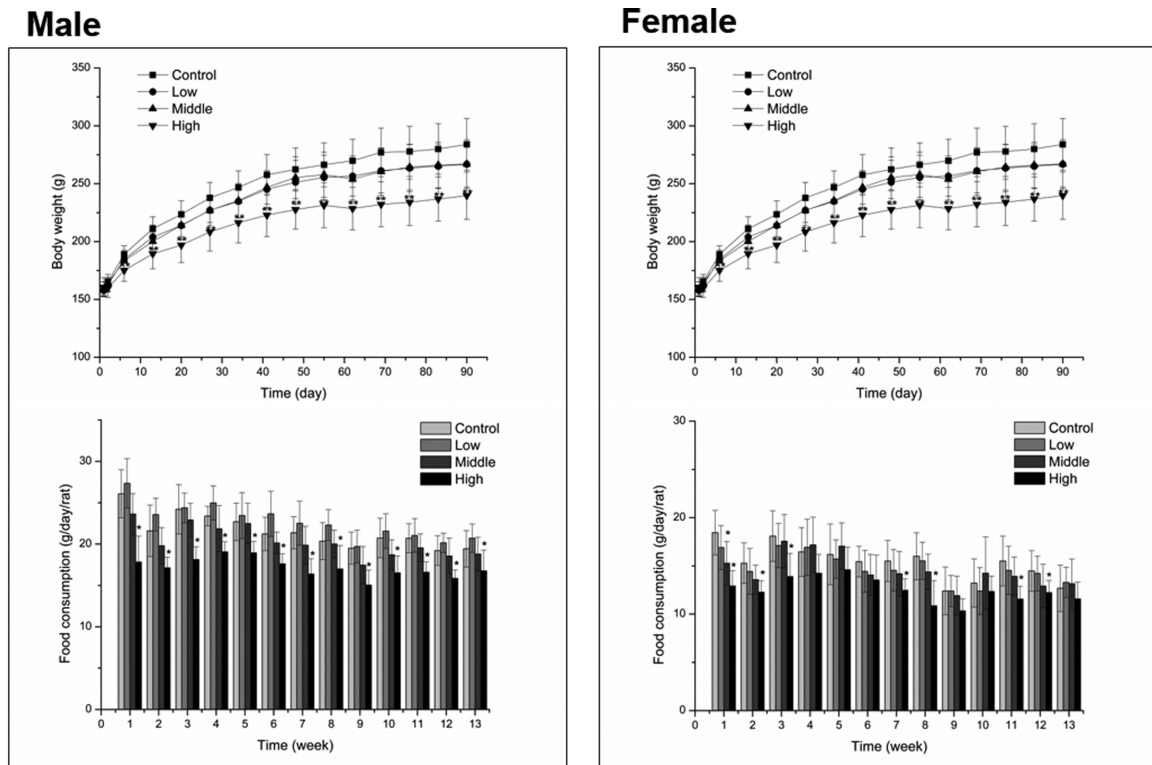 Male
350
300
250
200
150
100
Body weight (g)
Control
Low
Middle
High
0 10 20 30 40 50 60 70 80 90
Time (day)
30
20
10
0
Food consumption (g/day/rat)
Control
Low
Middle
High
0 1 2 3 4 5 6 7 8 9 10 11 12 13
Time (week)
Female
350
300
250
200
150
100
Body weight (g)
Control
Low
Middle
High
0 10 20 30 40 50 60 70 80 90
Time (day)
30
20
10
0
Food consumption (g/day/rat)
Control
Low
Middle
High
0 1 2 3 4 5 6 7 8 9 10 11 12 13
Time (week)